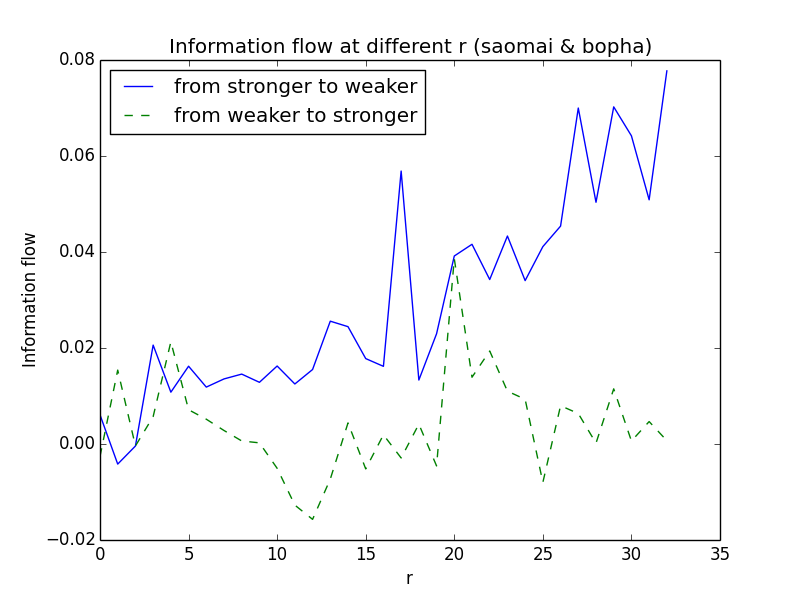 Information flow at different r (saomai & bopha)
from stronger to weaker
from weaker to stronger
Information flow
0.08
0.06
0.04
0.02
0.00
−0.02
0 5 10 15 20 25 30 35
r